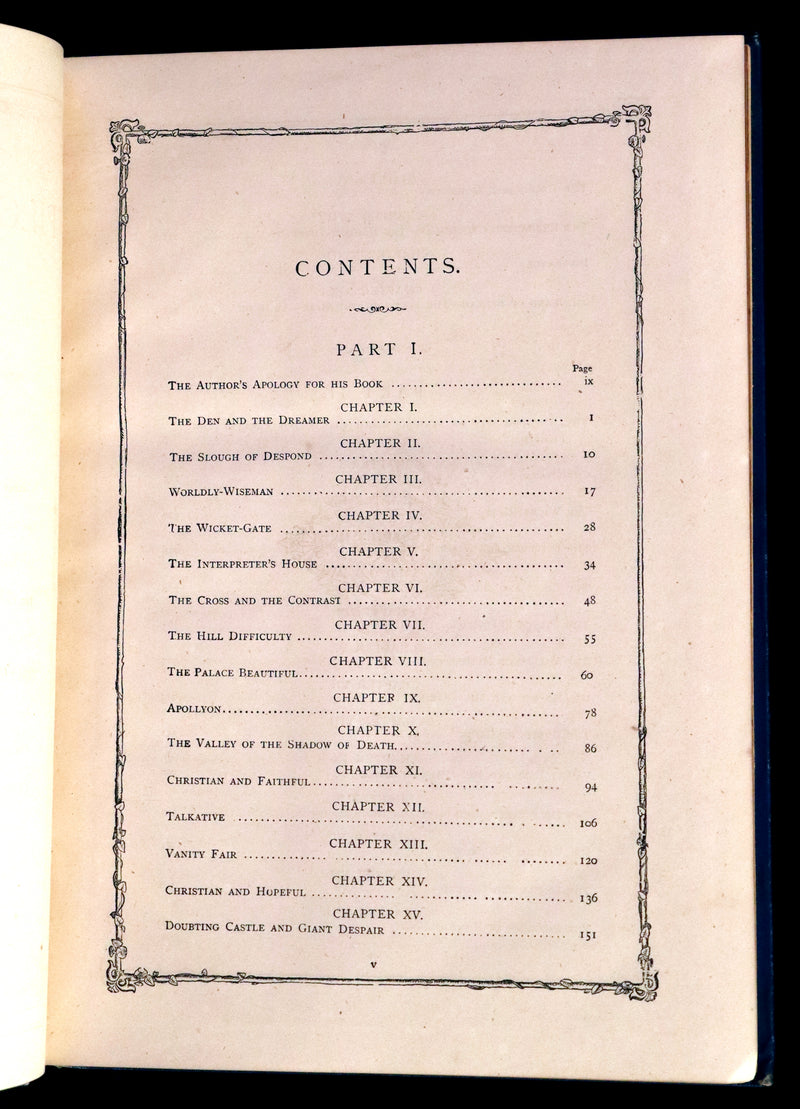 CONTENTS.
PART I.
Page
THE AUTHOR'S APOLOGY FOR HIS BOOK ix
CHAPTER I.
THE DEN AND THE DREAMER 1
CHAPTER II.
THE SLOUGH OF DESPOND 10
CHAPTER III.
WORLDLY-WISEMAN 17
CHAPTER IV.
THE WICKET-GATE 28
CHAPTER V.
THE INTERPRETER'S HOUSE 34
CHAPTER VI.
THE CROSS AND THE CONTRAST 48
CHAPTER VII.
THE HILL DIFFICULTY 55
CHAPTER VIII.
THE PALACE BEAUTIFUL 60
CHAPTER IX.
APOLLYON 78
CHAPTER X.
THE VALLEY OF THE SHADOW OF DEATH 86
CHAPTER XI.
CHRISTIAN AND FAITHFUL 94
CHAPTER XII.
TALKATIVE 106
CHAPTER XIII.
VANITY FAIR 120
CHAPTER XIV.
CHRISTIAN AND HOPEFUL 136
CHAPTER XV.
DOUBTING CASTLE AND GIANT DESPAIR 151
v